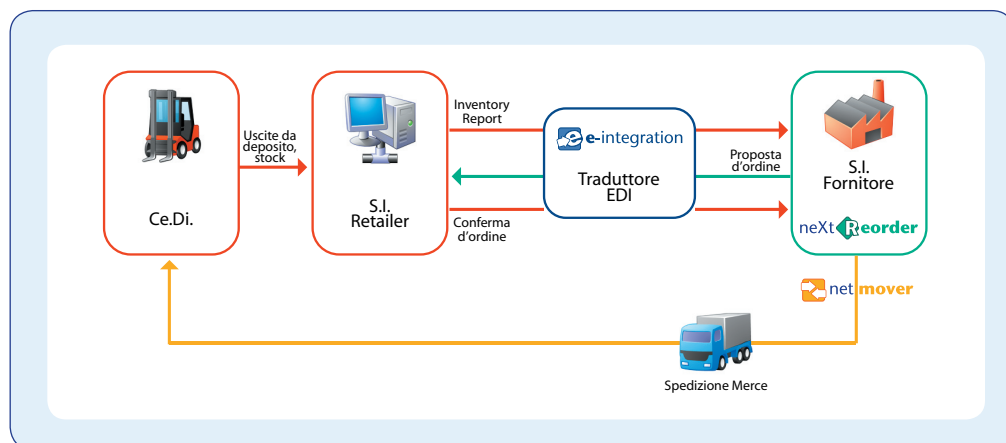 Ce.Di.
Uscite da
deposito,
stock
S.I.
Retailer
Inventory
Report
Conferma
d'ordine
e-integration
Traduttore
EDI
Proposta
d'ordine
S.I.
Fornitore
neXt Reorder
net mover
Spedizione Merce